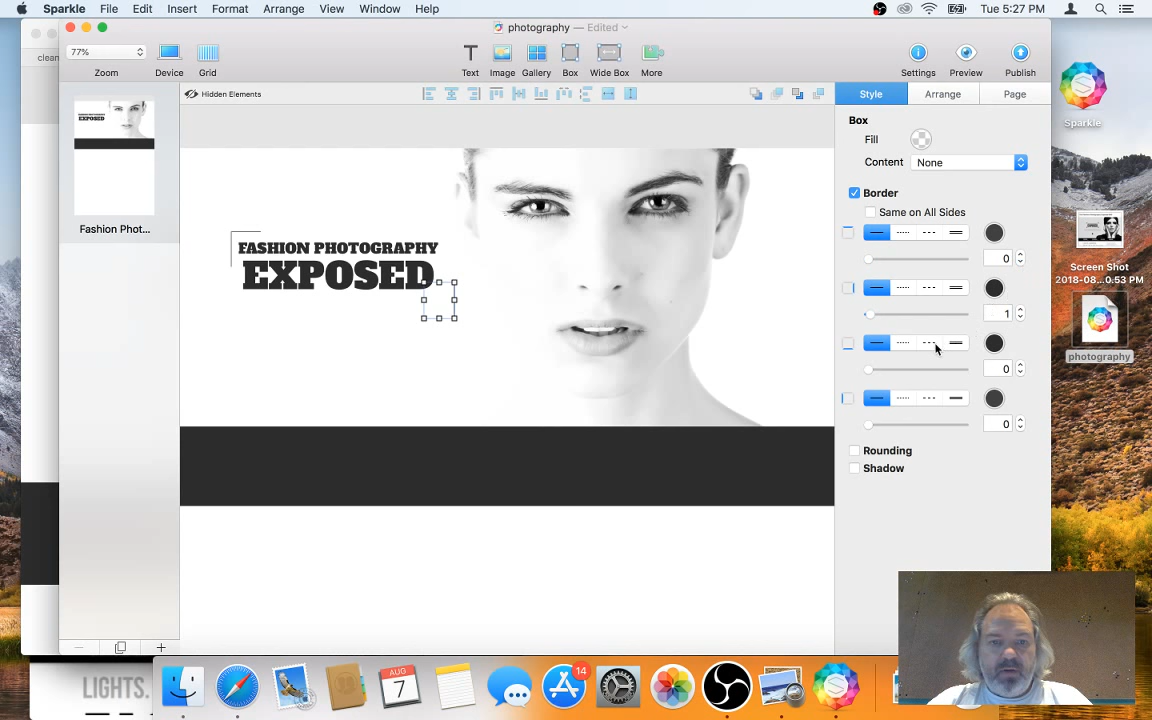 Sparkle File Edit Insert Format Arrange View Window Help
Tue 5:27 PM
photography — Edited
clean
77%
Zoom Device Grid Text Image Gallery Box Wide Box More Settings Preview Publish
Hidden Elements
Style Arrange Page
Box
Fill
Content None
Border
Same on All Sides
0
1
0
0
Rounding
Shadow
Fashion Phot...
FASHION PHOTOGRAPHY
EXPOSED
Sparkle
Screen Shot
2018-08...0.53 PM
photography
LIGHTS.
AUG
7
14